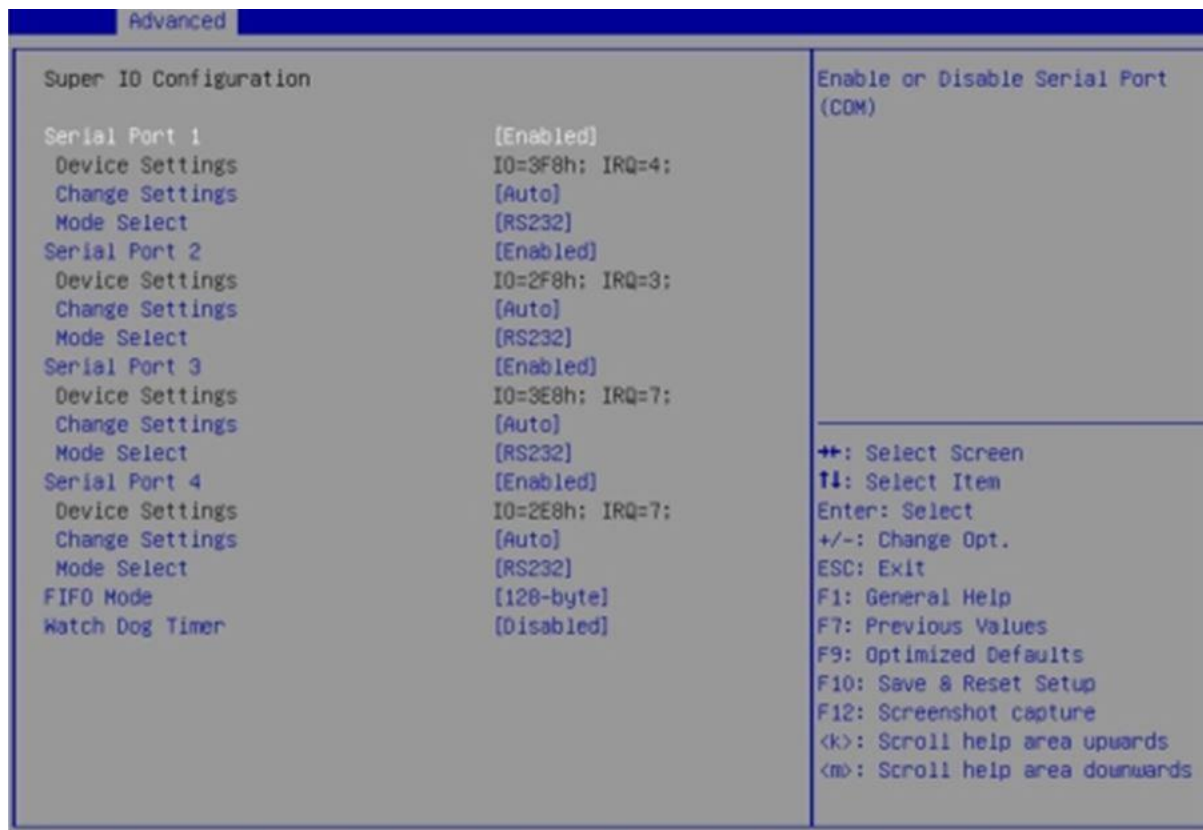 Advanced
Super IO Configuration
Serial Port 1 [Enabled]
Device Settings IO=3F8h; IRQ=4;
Change Settings [Auto]
Mode Select [RS232]
Serial Port 2 [Enabled]
Device Settings IO=2F8h; IRQ=3;
Change Settings [Auto]
Mode Select [RS232]
Serial Port 3 [Enabled]
Device Settings IO=3E8h; IRQ=7;
Change Settings [Auto]
Mode Select [RS232]
Serial Port 4 [Enabled]
Device Settings IO=2E8h; IRQ=7;
Change Settings [Auto]
Mode Select [RS232]
FIFO Mode [128-byte]
Watch Dog Timer [Disabled]
Enable or Disable Serial Port
(COM)
→←: Select Screen
↑↓: Select Item
Enter: Select
+/-: Change Opt.
ESC: Exit
F1: General Help
F7: Previous Values
F9: Optimized Defaults
F10: Save & Reset Setup
F12: Screenshot capture
<k>: Scroll help area upwards
<m>: Scroll help area downwards